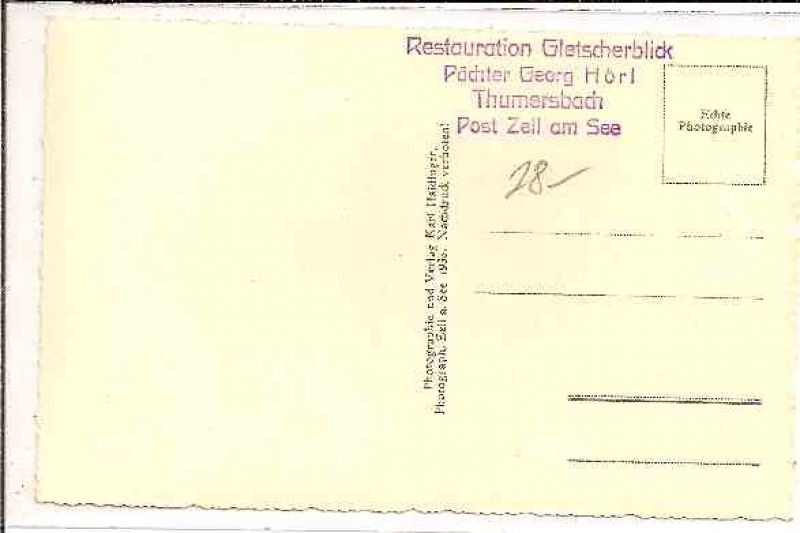 Restauration Gletscherblick
Pächter Georg Hörl
Thumersbach
Post Zell am See
Echte
Photographie
28.-
Photographie und Verlag Karl Haidinger,
Photograph, Zell a. See Nachdruck verboten!